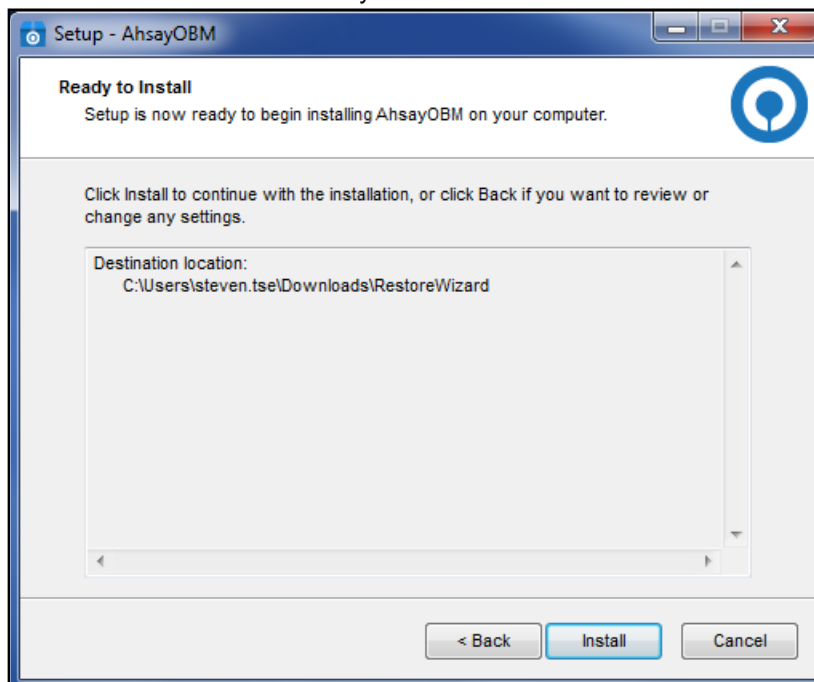 Setup - AhsayOBM
Ready to Install
Setup is now ready to begin installing AhsayOBM on your computer.
Click Install to continue with the installation, or click Back if you want to review or
change any settings.
Destination location:
C:\Users\steven.tse\Downloads\RestoreWizard
< Back
Install
Cancel